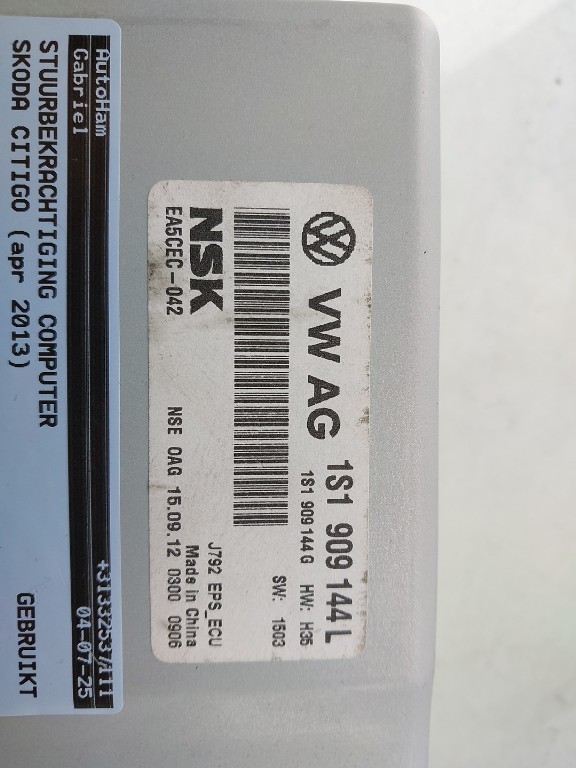 AutoHam +31332537111
Gabriel 04-07-25
STUURBEKRACHTIGING COMPUTER
SKODA CITIGO (apr 2013) GEBRUIKT
VW AG 1S1 909 144 L
1S1 909 144 G HW: H35
SW: 1503
NSK J792 EPS_ECU
Made in China
EA5CEC-042 NSE OAG 15.09.12 0300 0906